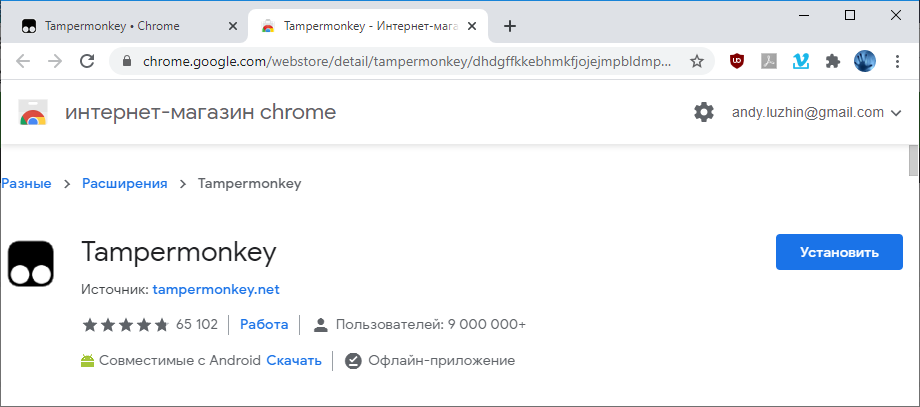 Tampermonkey • Chrome
Tampermonkey - Интернет-мага
chrome.google.com/webstore/detail/tampermonkey/dhdgffkkebhmkfjojejmpbldmp...
интернет-магазин chrome
andy.luzhin@gmail.com
Разные > Расширения > Tampermonkey
Tampermonkey
Установить
Источник: tampermonkey.net
65 102 Работа Пользователей: 9 000 000+
Совместимые с Android Скачать Офлайн-приложение